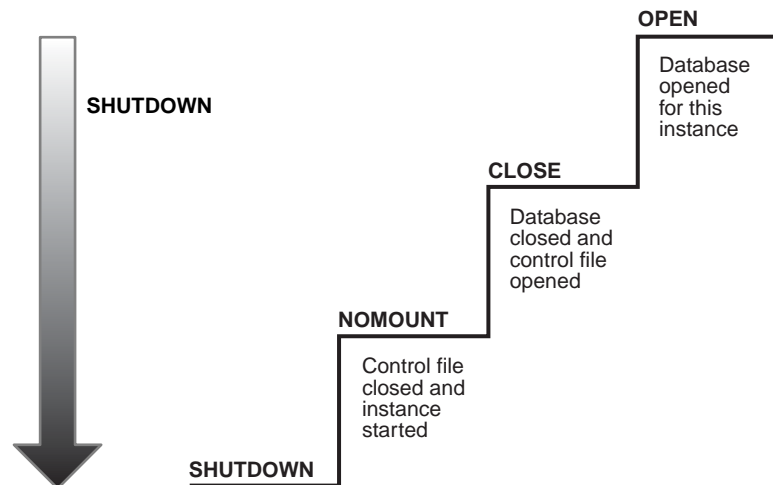 OPEN
Database
opened
for this
instance
SHUTDOWN
CLOSE
Database
closed and
control file
opened
NOMOUNT
Control file
closed and
instance
started
SHUTDOWN